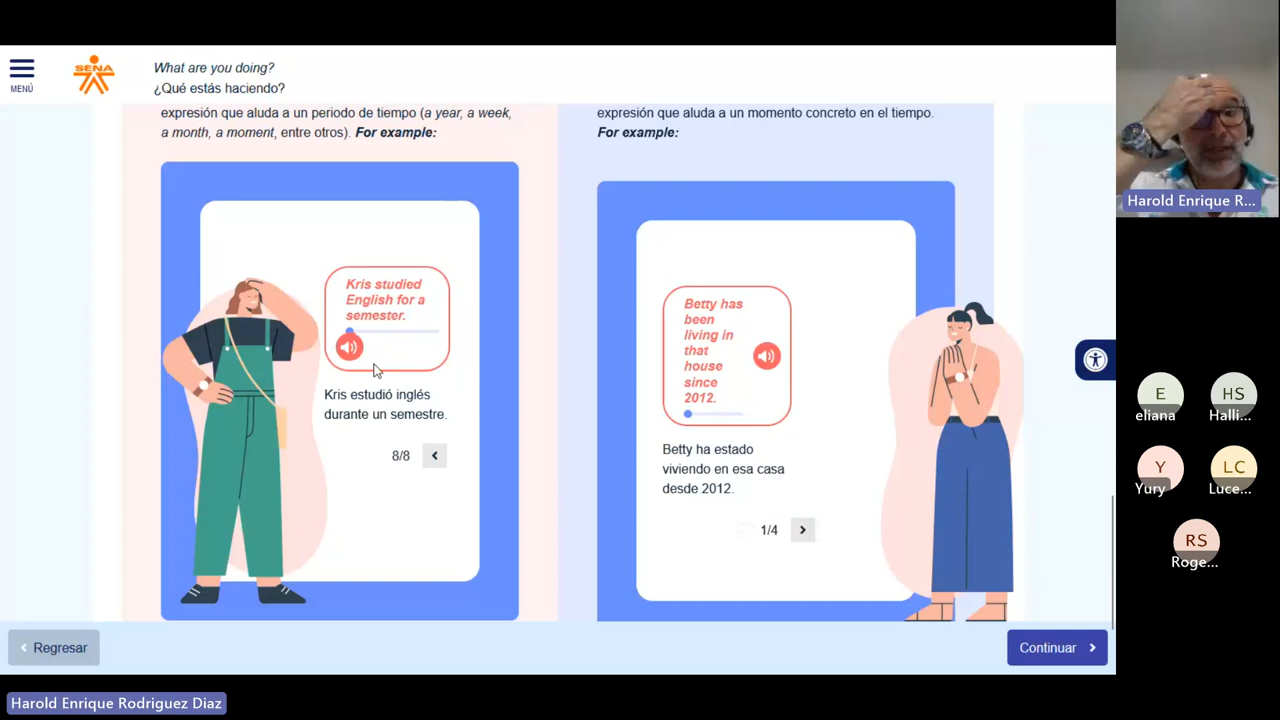 MENÚ
SENA
What are you doing?
¿Qué estás haciendo?
expresión que aluda a un periodo de tiempo (a year, a week,
a month, a moment, entre otros). For example:
Kris studied
English for a
semester.
Kris estudió inglés
durante un semestre.
8/8
expresión que aluda a un momento concreto en el tiempo.
For example:
Betty has
been
living in
that
house
since
2012.
Betty ha estado
viviendo en esa casa
desde 2012.
1/4
Regresar
Continuar
Harold Enrique Rodriguez Diaz
Harold Enrique R...
E
eliana
HS
Halli...
Y
Yury
LC
Luce...
RS
Roge...